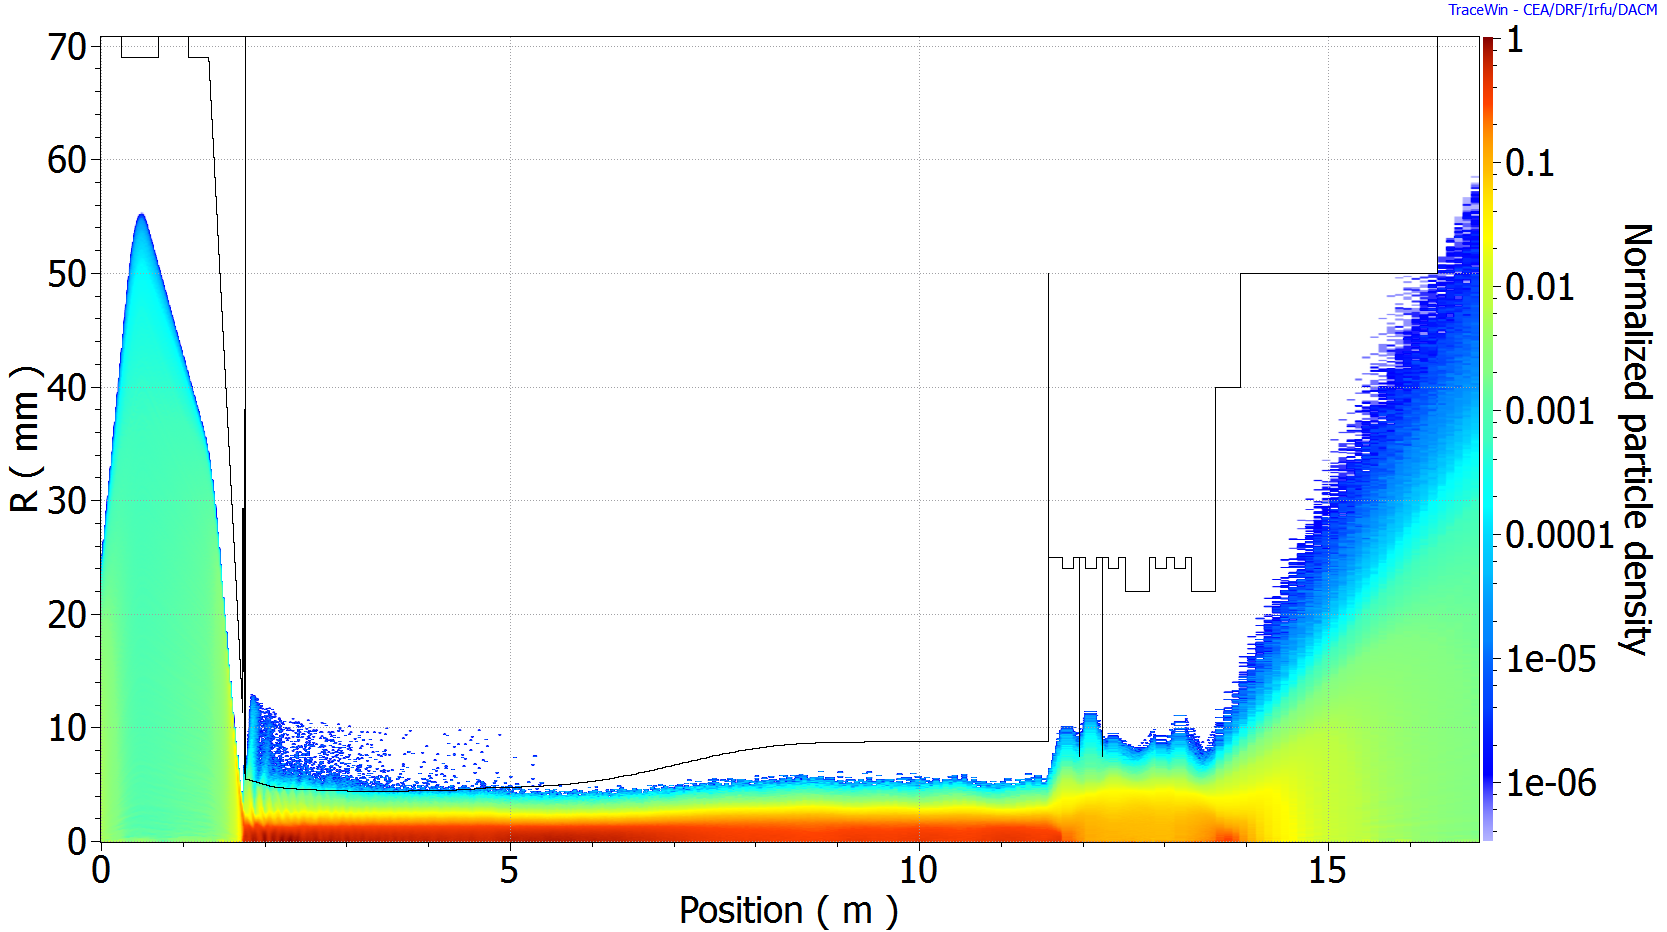 TraceWin - CEA/DRF/Irfu/DACM
70
60
50
40
30
20
10
0
R ( mm )
0
5
10
15
Position ( m )
1
0.1
0.01
0.001
0.0001
1e-05
1e-06
Normalized particle density